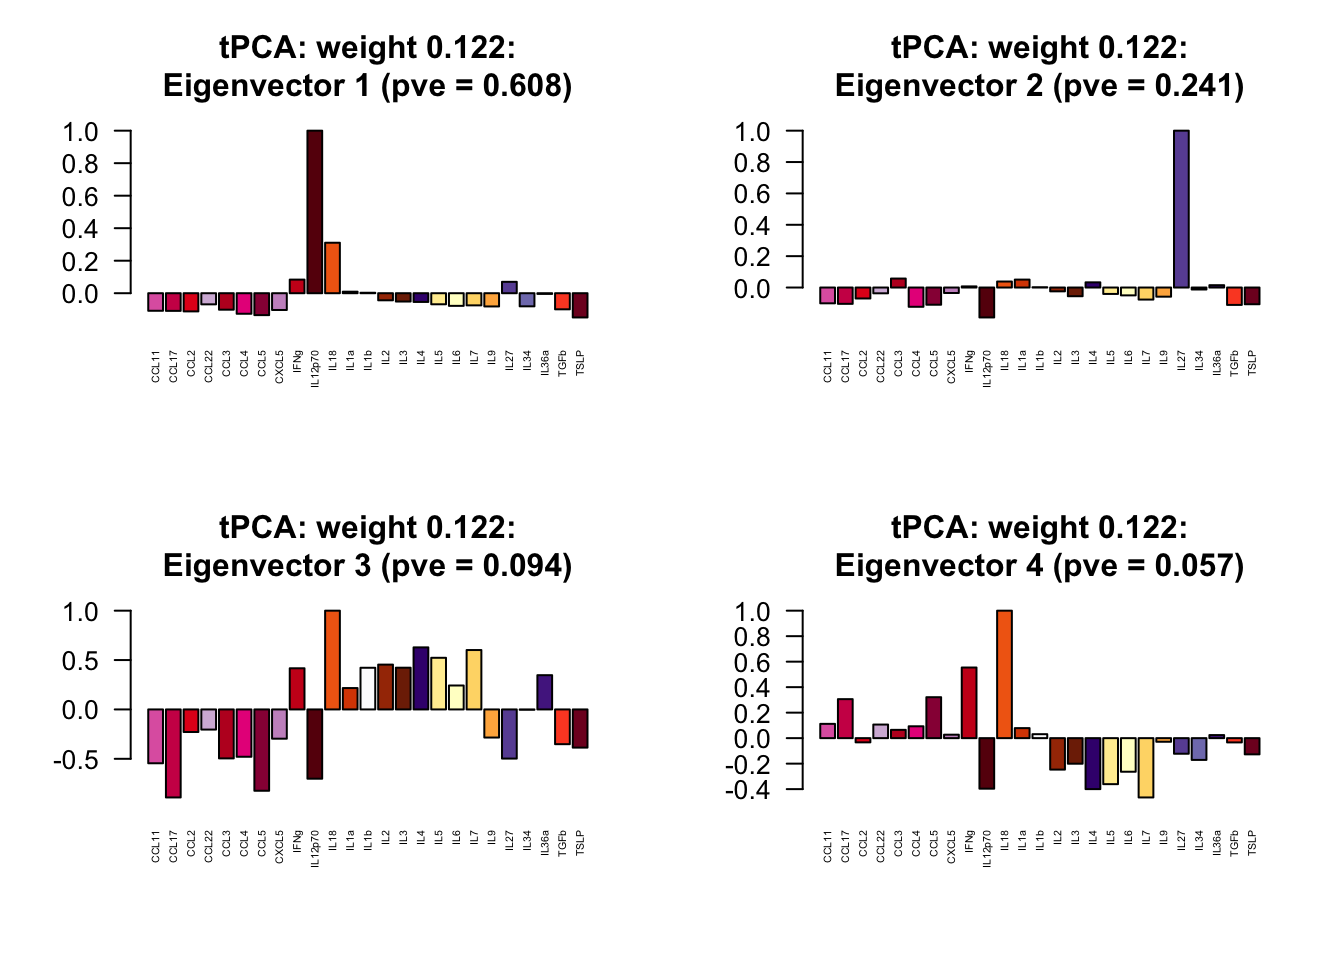 tPCA: weight 0.122:
Eigenvector 1 (pve = 0.608)
1.0
0.8
0.6
0.4
0.2
0.0
CCL11 CCL17 CCL2 CCL22 CCL3 CCL4 CCL5 CXCL5 IFNg IL12p70 IL18 IL1a IL1b IL2 IL3 IL4 IL5 IL6 IL7 IL9 IL27 IL34 IL36a TGFb TSLP
tPCA: weight 0.122:
Eigenvector 2 (pve = 0.241)
1.0
0.8
0.6
0.4
0.2
0.0
CCL11 CCL17 CCL2 CCL22 CCL3 CCL4 CCL5 CXCL5 IFNg IL12p70 IL18 IL1a IL1b IL2 IL3 IL4 IL5 IL6 IL7 IL9 IL27 IL34 IL36a TGFb TSLP
tPCA: weight 0.122:
Eigenvector 3 (pve = 0.094)
1.0
0.5
0.0
-0.5
CCL11 CCL17 CCL2 CCL22 CCL3 CCL4 CCL5 CXCL5 IFNg IL12p70 IL18 IL1a IL1b IL2 IL3 IL4 IL5 IL6 IL7 IL9 IL27 IL34 IL36a TGFb TSLP
tPCA: weight 0.122:
Eigenvector 4 (pve = 0.057)
1.0
0.8
0.6
0.4
0.2
0.0
-0.2
-0.4
CCL11 CCL17 CCL2 CCL22 CCL3 CCL4 CCL5 CXCL5 IFNg IL12p70 IL18 IL1a IL1b IL2 IL3 IL4 IL5 IL6 IL7 IL9 IL27 IL34 IL36a TGFb TSLP